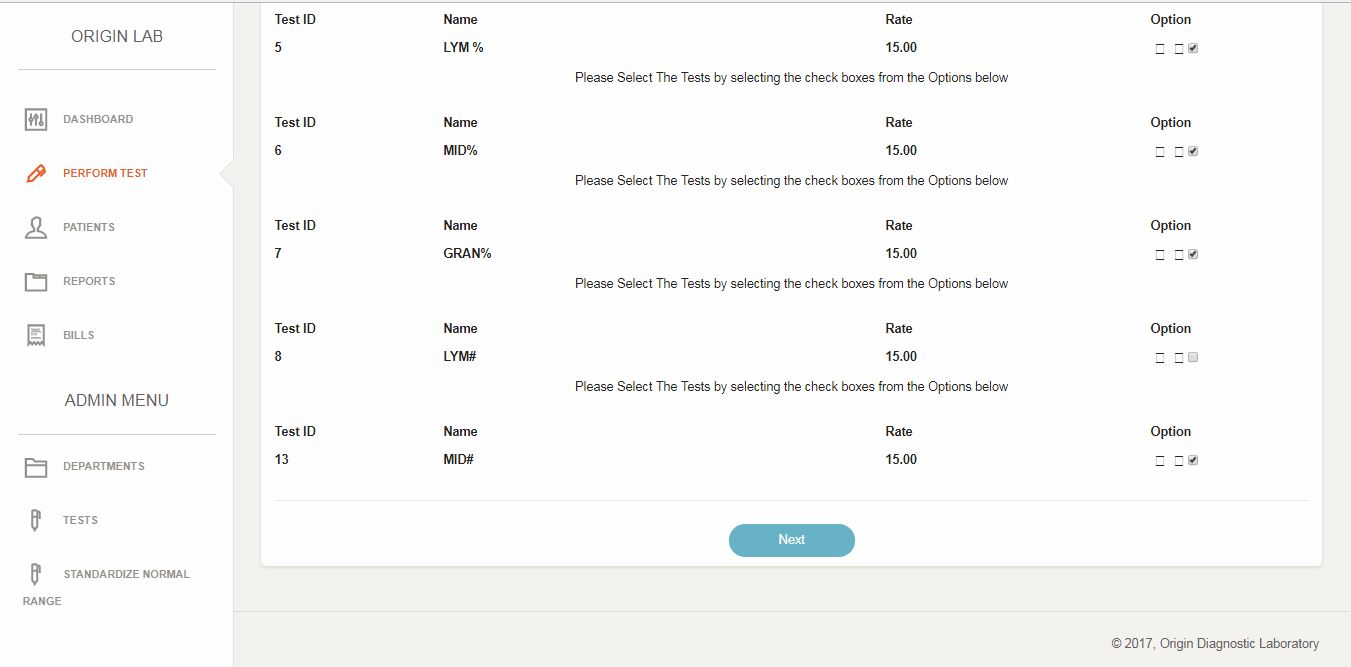 ORIGIN LAB
DASHBOARD
PERFORM TEST
PATIENTS
REPORTS
BILLS
ADMIN MENU
DEPARTMENTS
TESTS
STANDARDIZE NORMAL
RANGE
Test ID Name Rate Option
5 LYM % 15.00
Please Select The Tests by selecting the check boxes from the Options below
Test ID Name Rate Option
6 MID% 15.00
Please Select The Tests by selecting the check boxes from the Options below
Test ID Name Rate Option
7 GRAN% 15.00
Please Select The Tests by selecting the check boxes from the Options below
Test ID Name Rate Option
8 LYM# 15.00
Please Select The Tests by selecting the check boxes from the Options below
Test ID Name Rate Option
13 MID# 15.00
Next
© 2017, Origin Diagnostic Laboratory